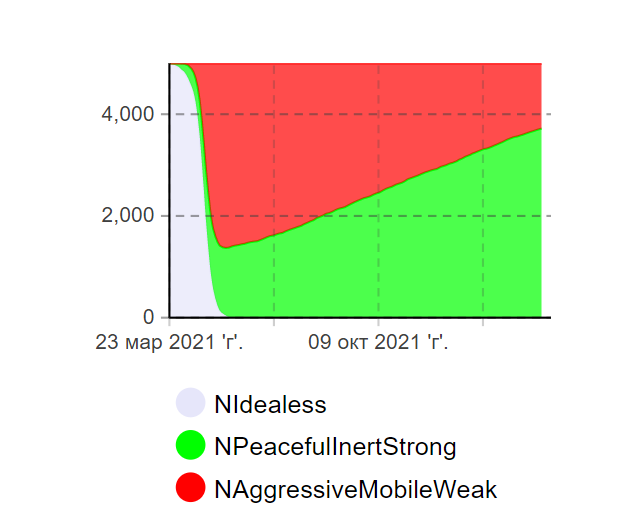 4,000
2,000
0
23 мар 2021 'г'. 09 окт 2021 'г'.
NIdealess
NPeacefulInertStrong
NAggressiveMobileWeak